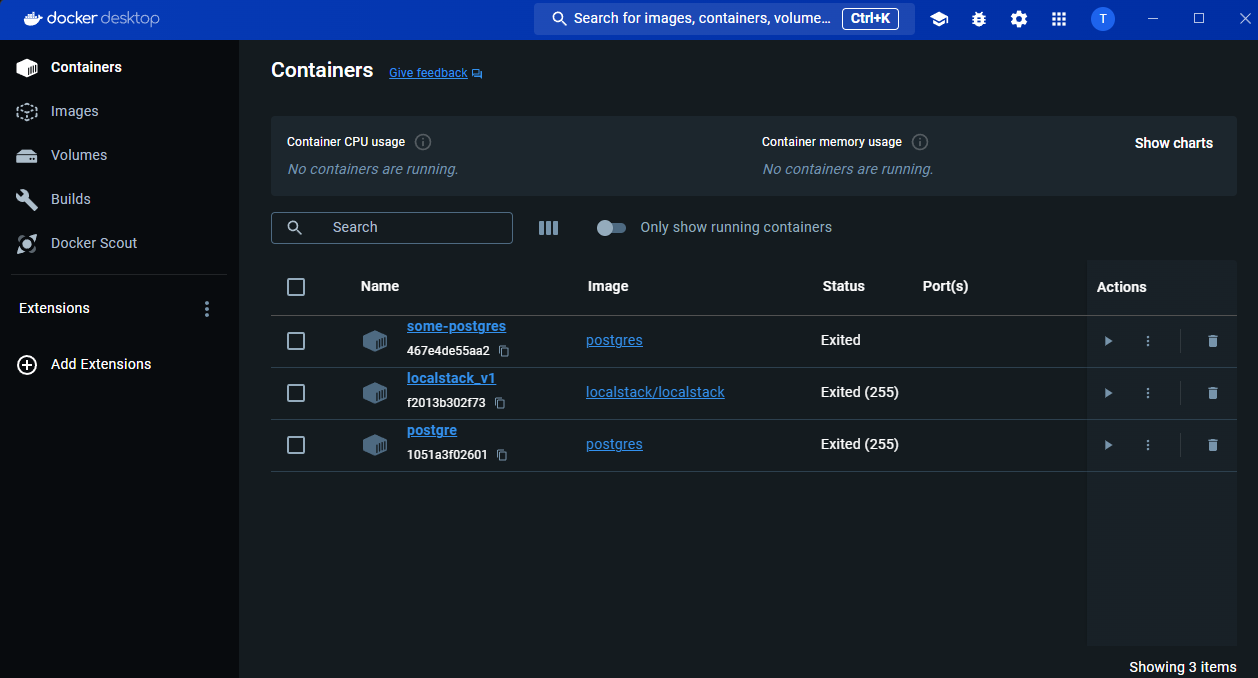 docker desktop
Search for images, containers, volume... Ctrl+K
T
Containers
Images
Volumes
Builds
Docker Scout
Extensions
Add Extensions
Containers Give feedback
Container CPU usage
No containers are running.
Container memory usage
No containers are running.
Show charts
Search
Only show running containers
Name Image Status Port(s) Actions
some-postgres
467e4de55aa2
postgres
Exited
localstack_v1
f2013b302f73
localstack/localstack
Exited (255)
postgre
1051a3f02601
postgres
Exited (255)
Showing 3 items